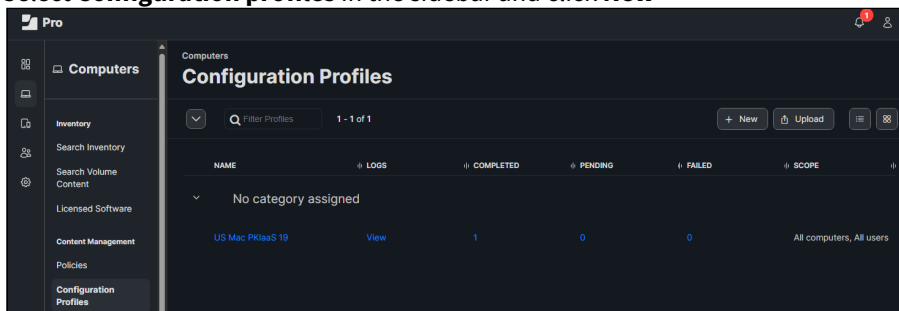 Select Configuration profiles in the sidebar and click New
Pro
1
Computers
Computers
Configuration Profiles
Inventory
Filter Profiles
1 - 1 of 1
+ New
Upload
Search Inventory
Search Volume
Content
Licensed Software
NAME
LOGS
COMPLETED
PENDING
FAILED
SCOPE
No category assigned
Content Management
US Mac PKIaaS 19
View
1
0
0
All computers, All users
Policies
Configuration
Profiles